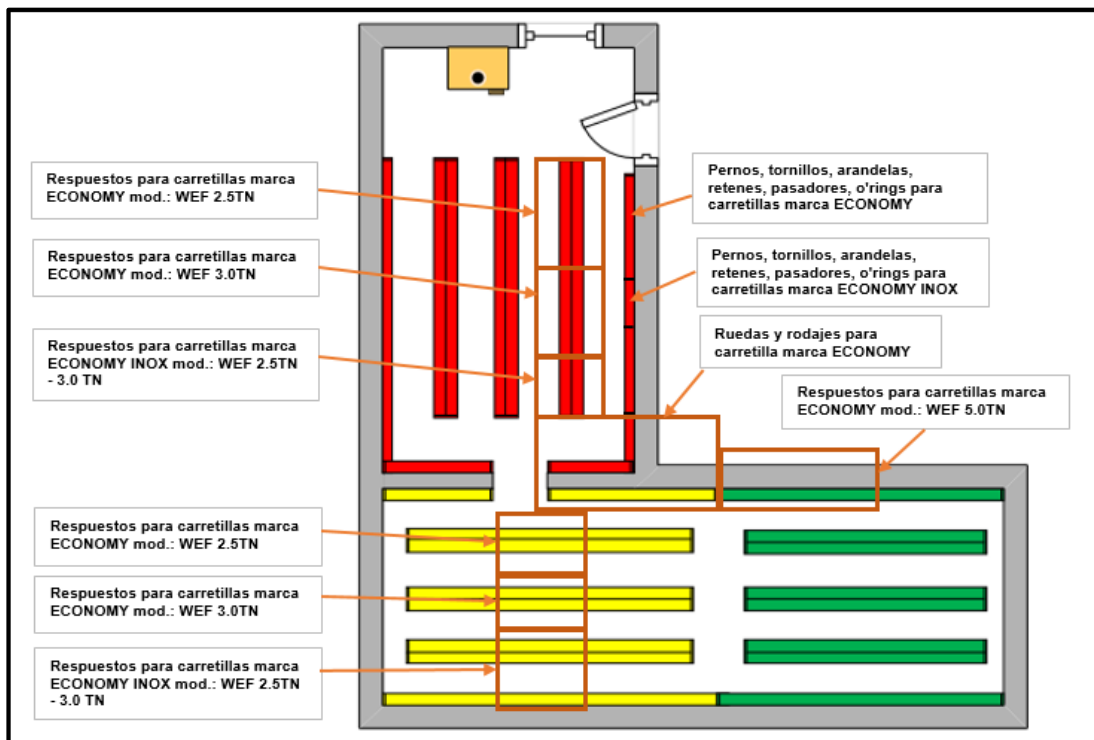 Respuestos para carretillas marca
ECONOMY mod.: WEF 2.5TN
Respuestos para carretillas marca
ECONOMY mod.: WEF 3.0TN
Respuestos para carretillas marca
ECONOMY INOX mod.: WEF 2.5TN
- 3.0 TN
Pernos, tornillos, arandelas,
retenes, pasadores, o'rings para
carretillas marca ECONOMY
Pernos, tornillos, arandelas,
retenes, pasadores, o'rings para
carretillas marca ECONOMY INOX
Ruedas y rodajes para
carretilla marca ECONOMY
Respuestos para carretillas marca
ECONOMY mod.: WEF 5.0TN
Respuestos para carretillas marca
ECONOMY mod.: WEF 2.5TN
Respuestos para carretillas marca
ECONOMY mod.: WEF 3.0TN
Respuestos para carretillas marca
ECONOMY INOX mod.: WEF 2.5TN
- 3.0 TN